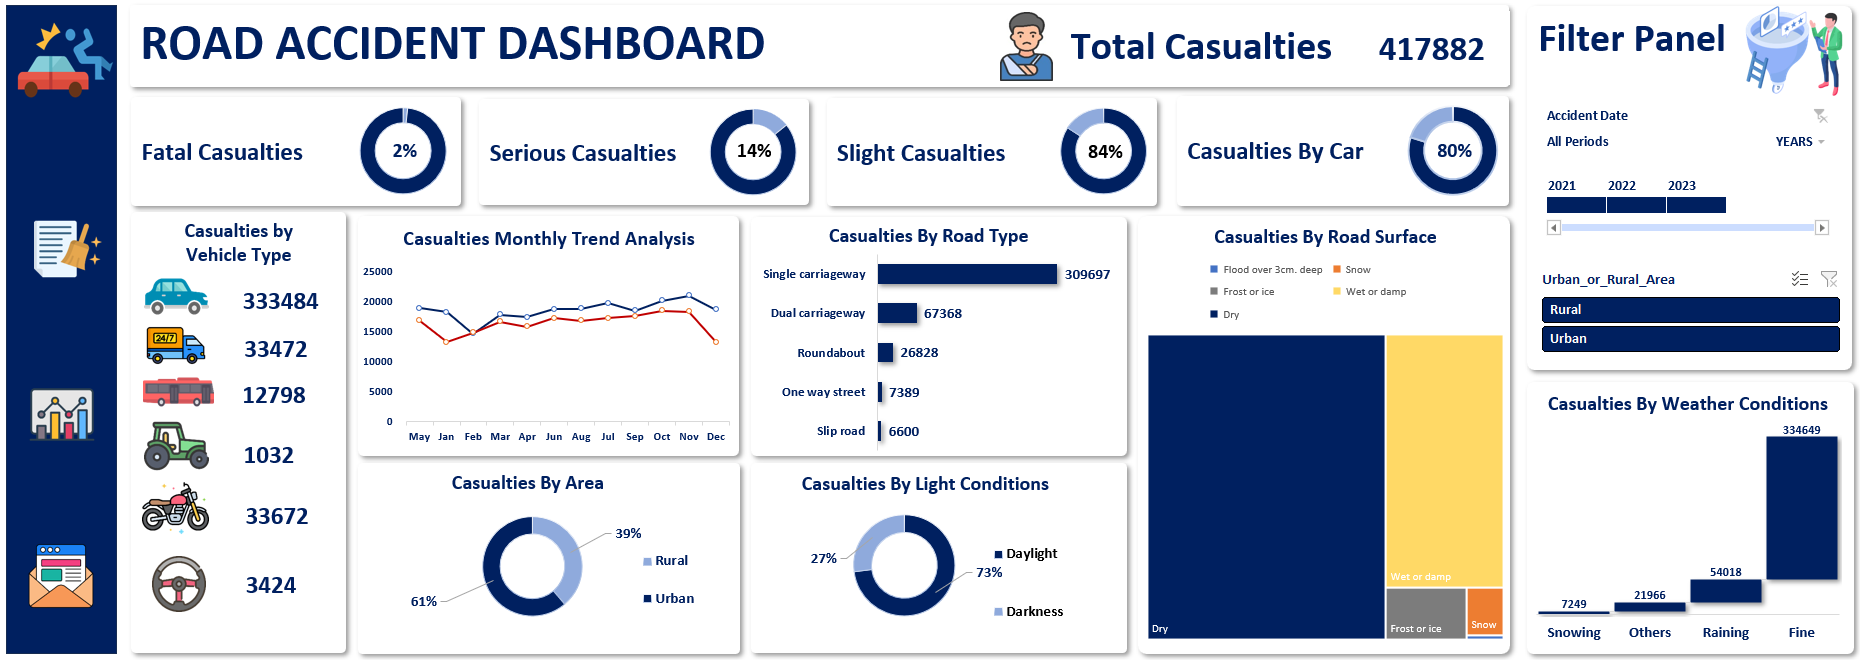 ROAD ACCIDENT DASHBOARD
Total Casualties 417882
Filter Panel
Accident Date
All Periods YEARS
2021 2022 2023
Urban_or_Rural_Area
Rural
Urban
Fatal Casualties 2%
Serious Casualties 14%
Slight Casualties 84%
Casualties By Car 80%
Casualties by
Vehicle Type
333484
24/7
33472
12798
1032
33672
3424
Casualties Monthly Trend Analysis
25000
20000
15000
10000
5000
0
May Jan Feb Mar Apr Jun Aug Jul Sep Oct Nov Dec
Casualties By Road Type
Single carriageway 309697
Dual carriageway 67368
Roundabout 26828
One way street 7389
Slip road 6600
Casualties By Area
39%
61%
Rural
Urban
Casualties By Light Conditions
27%
73%
Daylight
Darkness
Casualties By Road Surface
Flood over 3cm. deep Snow
Frost or ice Wet or damp
Dry
Wet or damp
Dry
Frost or ice
Snow
Casualties By Weather Conditions
334649
54018
21966
7249
Snowing Others Raining Fine